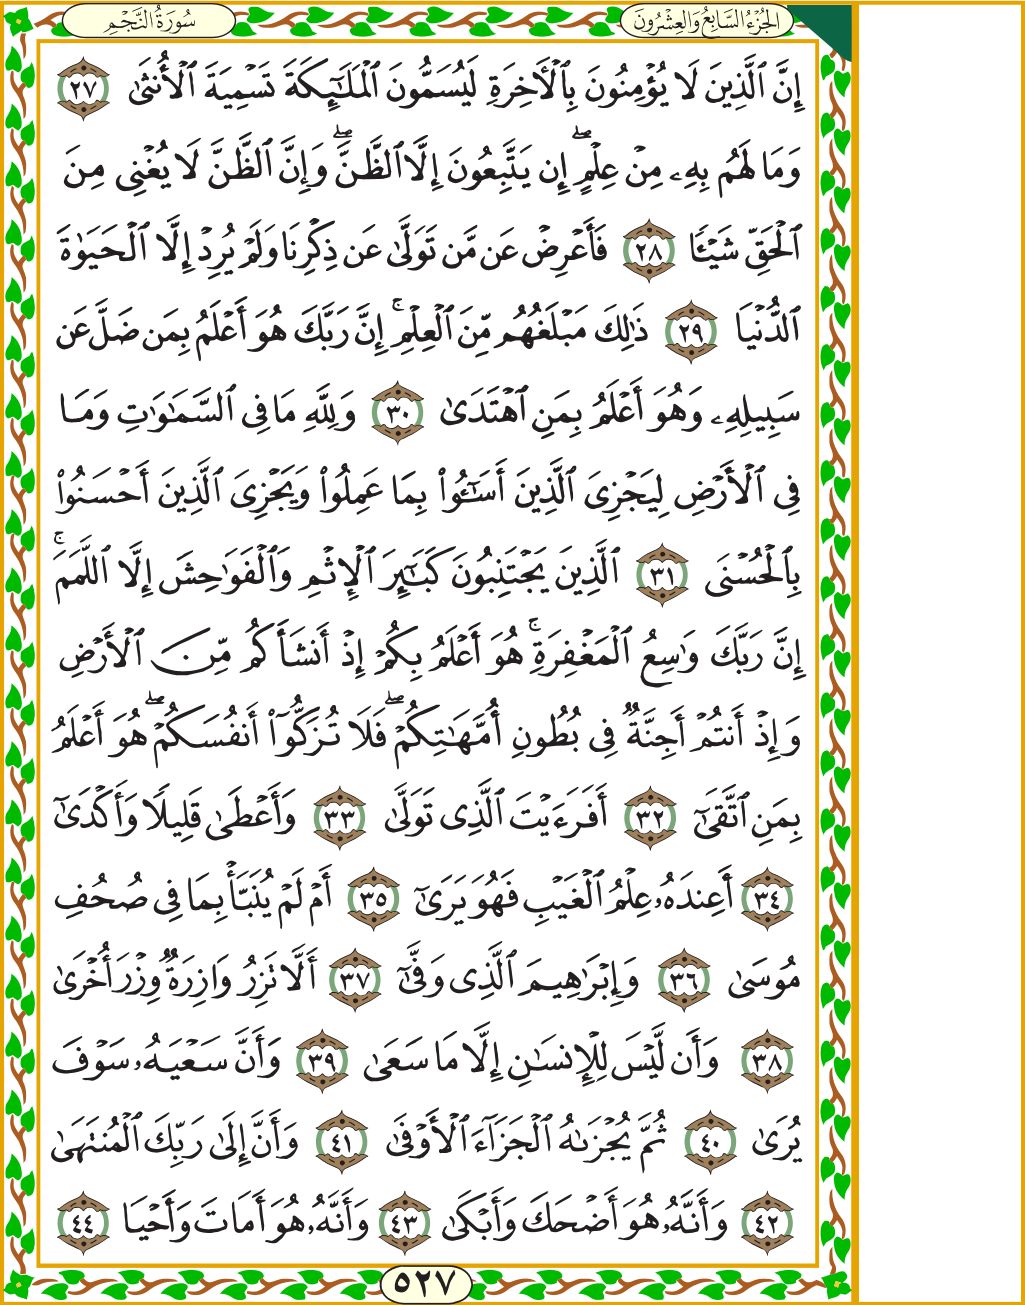 الجُزْءُ السَّابِعُ وَالعِشْرُونَ
سُورَةُ النَّجْمِ
إِنَّ ٱلَّذِينَ لَا يُؤْمِنُونَ بِٱلْأَخِرَةِ لَيُسَمُّونَ ٱلْمَلَٰٓئِكَةَ تَسْمِيَةَ ٱلْأُنثَىٰ ٢٧
وَمَا لَهُم بِهِۦ مِنْ عِلْمٍ ۖ إِن يَتَّبِعُونَ إِلَّا ٱلظَّنَّ ۖ وَإِنَّ ٱلظَّنَّ لَا يُغْنِى مِنَ
ٱلْحَقِّ شَيْـًٔا ٢٨ فَأَعْرِضْ عَن مَّن تَوَلَّىٰ عَن ذِكْرِنَا وَلَمْ يُرِدْ إِلَّا ٱلْحَيَوٰةَ
ٱلدُّنْيَا ٢٩ ذَٰلِكَ مَبْلَغُهُم مِّنَ ٱلْعِلْمِ ۚ إِنَّ رَبَّكَ هُوَ أَعْلَمُ بِمَن ضَلَّ عَن
سَبِيلِهِۦ وَهُوَ أَعْلَمُ بِمَنِ ٱهْتَدَىٰ ٣٠ وَلِلَّهِ مَا فِى ٱلسَّمَٰوَٰتِ وَمَا
فِى ٱلْأَرْضِ لِيَجْزِىَ ٱلَّذِينَ أَسَٰٓـُٔوا۟ بِمَا عَمِلُوا۟ وَيَجْزِىَ ٱلَّذِينَ أَحْسَنُوا۟
بِٱلْحُسْنَى ٣١ ٱلَّذِينَ يَجْتَنِبُونَ كَبَٰٓئِرَ ٱلْإِثْمِ وَٱلْفَوَٰحِشَ إِلَّا ٱللَّمَمَ ۚ
إِنَّ رَبَّكَ وَٰسِعُ ٱلْمَغْفِرَةِ ۚ هُوَ أَعْلَمُ بِكُمْ إِذْ أَنشَأَكُم مِّنَ ٱلْأَرْضِ
وَإِذْ أَنتُمْ أَجِنَّةٌ فِى بُطُونِ أُمَّهَٰتِكُمْ ۖ فَلَا تُزَكُّوٓا۟ أَنفُسَكُمْ ۖ هُوَ أَعْلَمُ
بِمَنِ ٱتَّقَىٰٓ ٣٢ أَفَرَءَيْتَ ٱلَّذِى تَوَلَّىٰ ٣٣ وَأَعْطَىٰ قَلِيلًا وَأَكْدَىٰٓ
٣٤ أَعِندَهُۥ عِلْمُ ٱلْغَيْبِ فَهُوَ يَرَىٰٓ ٣٥ أَمْ لَمْ يُنَبَّأْ بِمَا فِى صُحُفِ
مُوسَىٰ ٣٦ وَإِبْرَٰهِيمَ ٱلَّذِى وَفَّىٰٓ ٣٧ أَلَّا تَزِرُ وَازِرَةٌ وِزْرَ أُخْرَىٰ
٣٨ وَأَن لَّيْسَ لِلْإِنسَٰنِ إِلَّا مَا سَعَىٰ ٣٩ وَأَنَّ سَعْيَهُۥ سَوْفَ
يُرَىٰ ٤٠ ثُمَّ يُجْزَىٰهُ ٱلْجَزَآءَ ٱلْأَوْفَىٰ ٤١ وَأَنَّ إِلَىٰ رَبِّكَ ٱلْمُنتَهَىٰ
٤٢ وَأَنَّهُۥ هُوَ أَضْحَكَ وَأَبْكَىٰ ٤٣ وَأَنَّهُۥ هُوَ أَمَاتَ وَأَحْيَا ٤٤
٥٢٧